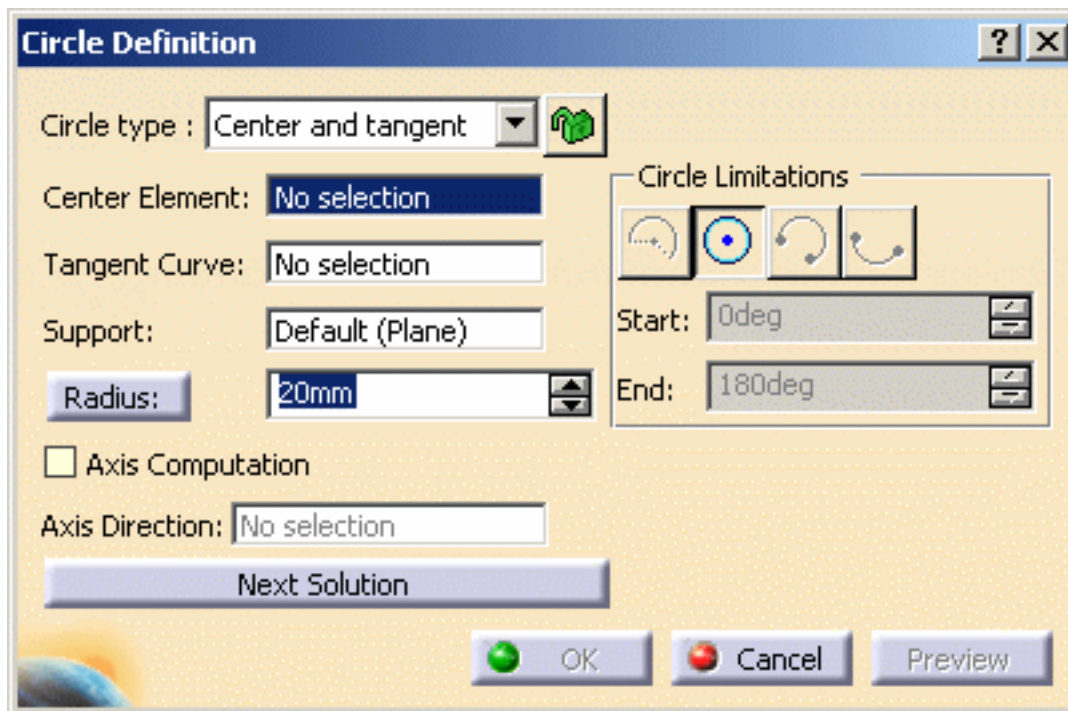 Circle Definition
Circle type : Center and tangent
Center Element: No selection
Tangent Curve: No selection
Support: Default (Plane)
Radius: 20mm
Axis Computation
Axis Direction: No selection
Next Solution
Circle Limitations
Start: 0deg
End: 180deg
OK Cancel Preview